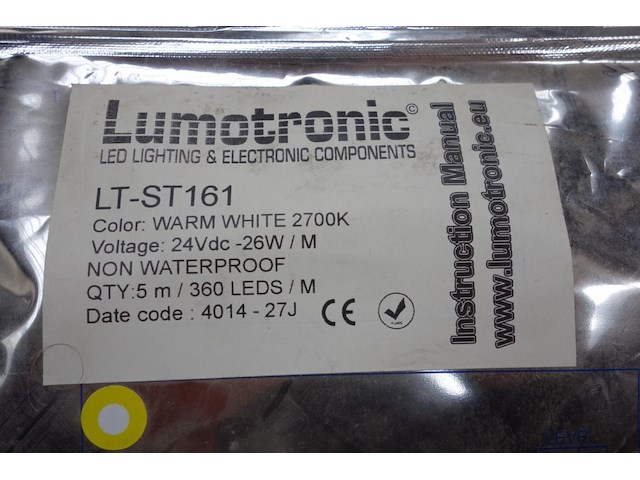 Lumotronic©
LED LIGHTING & ELECTRONIC COMPONENTS
LT-ST161
Color: WARM WHITE 2700K
Voltage: 24Vdc -26W / M
NON WATERPROOF
QTY:5 m / 360 LEDS / M
Date code : 4014 - 27J CE
Instruction Manual
www.lumotronic.eu
LEVEL